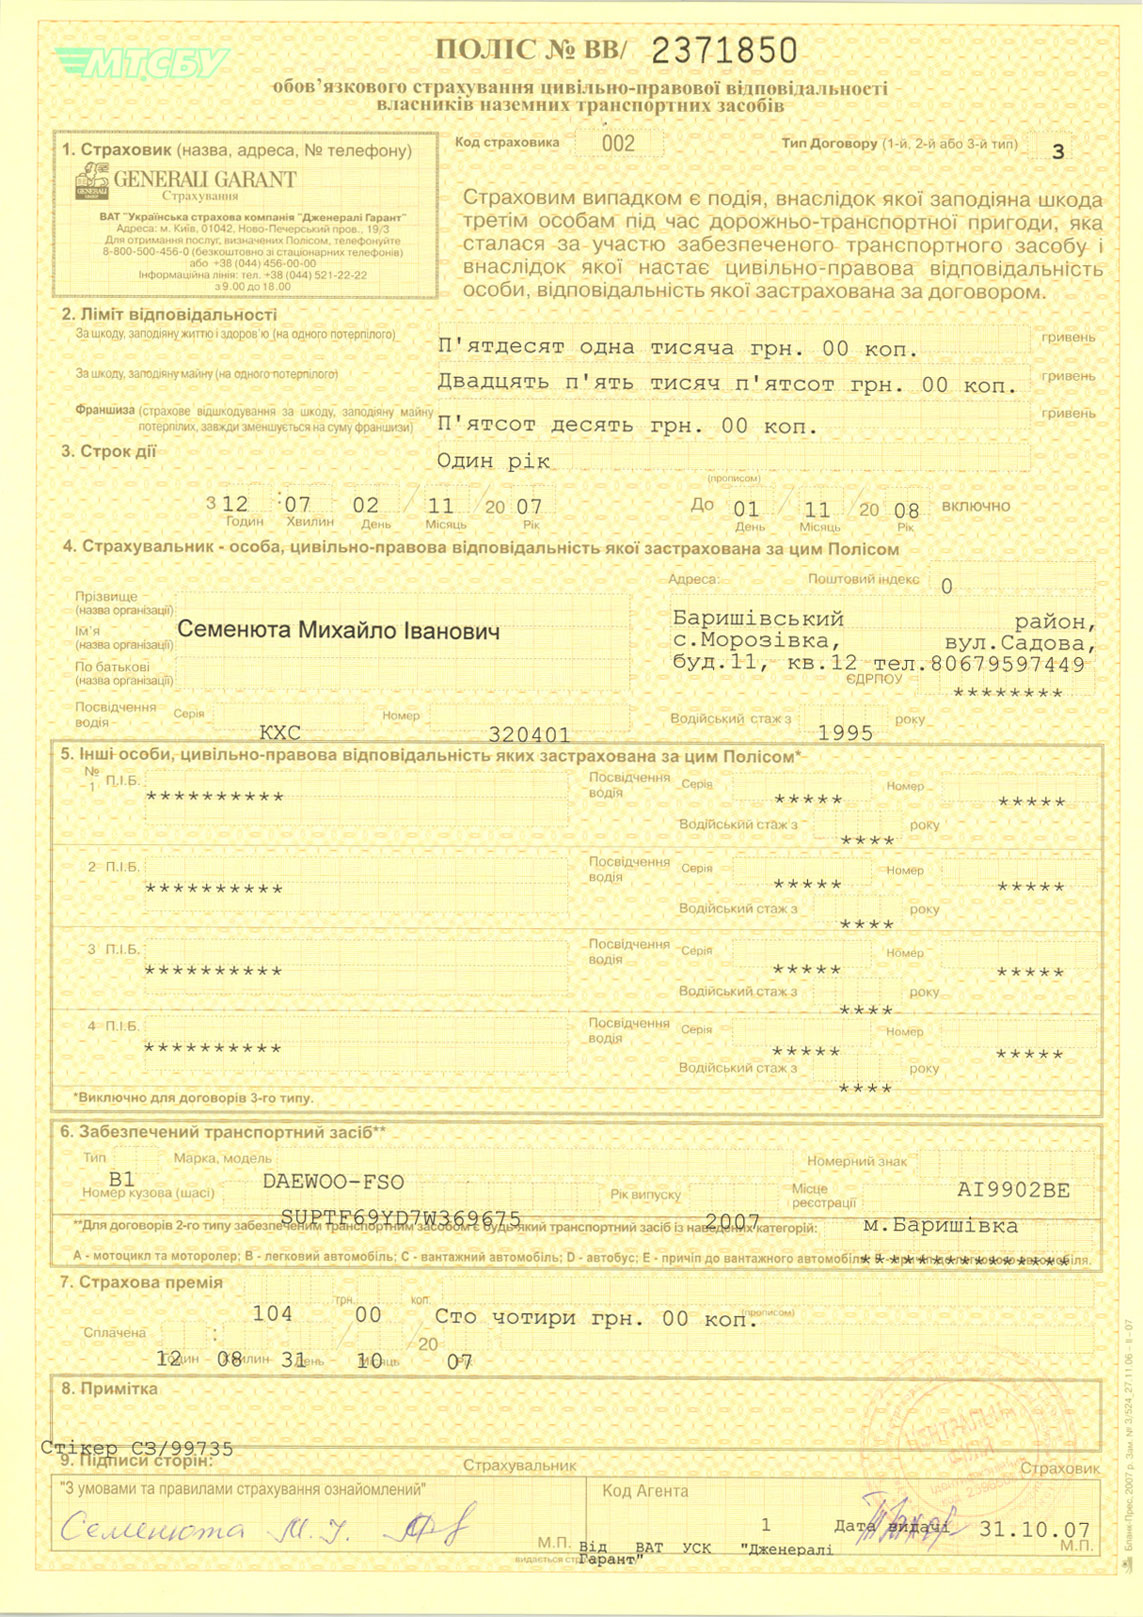 МТСБУ
ПОЛІС № ВВ/ 2371850
обов'язкового страхування цивільно-правової відповідальності
власників наземних транспортних засобів
1. Страховик (назва, адреса, № телефону)
GENERALI GARANT
Страхування
ВАТ "Українська страхова компанія "Дженералі Гарант"
Адреса: м. Київ, 01042, Ново-Печерський пров., 19/3
Для отримання послуг, визначених Полісом, телефонуйте
8-800-500-456-0 (безкоштовно зі стаціонарних телефонів)
або +38 (044) 456-00-00
Інформаційна лінія: тел. +38 (044) 521-22-22
з 9.00 до 18.00
Код страховика 002 Тип Договору (1-й, 2-й або 3-й тип) 3
Страховим випадком є подія, внаслідок якої заподіяна шкода
третім особам під час дорожньо-транспортної пригоди, яка
сталася за участю забезпеченого транспортного засобу і
внаслідок якої настає цивільно-правова відповідальність
особи, відповідальність якої застрахована за договором.
2. Ліміт відповідальності
За шкоду, заподіяну життю і здоров'ю (на одного потерпілого) П'ятдесят одна тисяча грн. 00 коп. гривень
За шкоду, заподіяну майну (на одного потерпілого) Двадцять п'ять тисяч п'ятсот грн. 00 коп. гривень
Франшиза (страхове відшкодування за шкоду, заподіяну майну
потерпілих, завжди зменшується на суму франшизи) П'ятсот десять грн. 00 коп. гривень
3. Строк дії Один рік
(прописом)
З 12 : 07 02 / 11 / 20 07 До 01 / 11 / 20 08 включно
Годин Хвилин День Місяць Рік День Місяць Рік
4. Страхувальник - особа, цивільно-правова відповідальність якої застрахована за цим Полісом
Адреса: Поштовий індекс 0
Прізвище
(назва організації)
Ім'я
(назва організації) Семенюта Михайло Іванович
По батькові
(назва організації)
Баришівський район,
с.Морозівка, вул.Садова,
буд.11, кв.12 тел.80679597449
ЄДРПОУ ********
Посвідчення водія Серія КХС Номер 320401 Водійський стаж з 1995 року
5. Інші особи, цивільно-правова відповідальність яких застрахована за цим Полісом*
№ 1 П.І.Б. ********** Посвідчення водія Серія ***** Номер *****
Водійський стаж з **** року
2 П.І.Б. ********** Посвідчення водія Серія ***** Номер *****
Водійський стаж з **** року
3 П.І.Б. ********** Посвідчення водія Серія ***** Номер *****
Водійський стаж з **** року
4 П.І.Б. ********** Посвідчення водія Серія ***** Номер *****
Водійський стаж з **** року
*Виключно для договорів 3-го типу.
6. Забезпечений транспортний засіб**
Тип B1 Марка, модель DAEWOO-FSO Номерний знак AI9902BE
Номер кузова (шасі) SUPTF69YD7W369675 Рік випуску 2007 Місце реєстрації м.Баришівка
**Для договорів 2-го типу забезпеченим транспортним засобом є будь-який транспортний засіб із наведених категорій:
А - мотоцикл та моторолер; В - легковий автомобіль; С - вантажний автомобіль; D - автобус; Е - причіп до вантажного автомобіля;
7. Страхова премія
104 грн. 00 коп. Сто чотири грн. 00 коп. (прописом)
Сплачена 12 : 08 31 / 10 / 20 07
Годин Хвилин День Місяць Рік
8. Примітка
Стікер СЗ/99735
9. Підписи сторін: Страхувальник Страховик
"З умовами та правилами страхування ознайомлений" Код Агента
Семенюта М.І. 1 Дата видачі 31.10.07
М.П. М.П.
Від ВАТ УСК "Дженералі
Гарант"
Бланк-Прес. 2007 р. Зам. № 3/524, 27.11.06 - II - 07